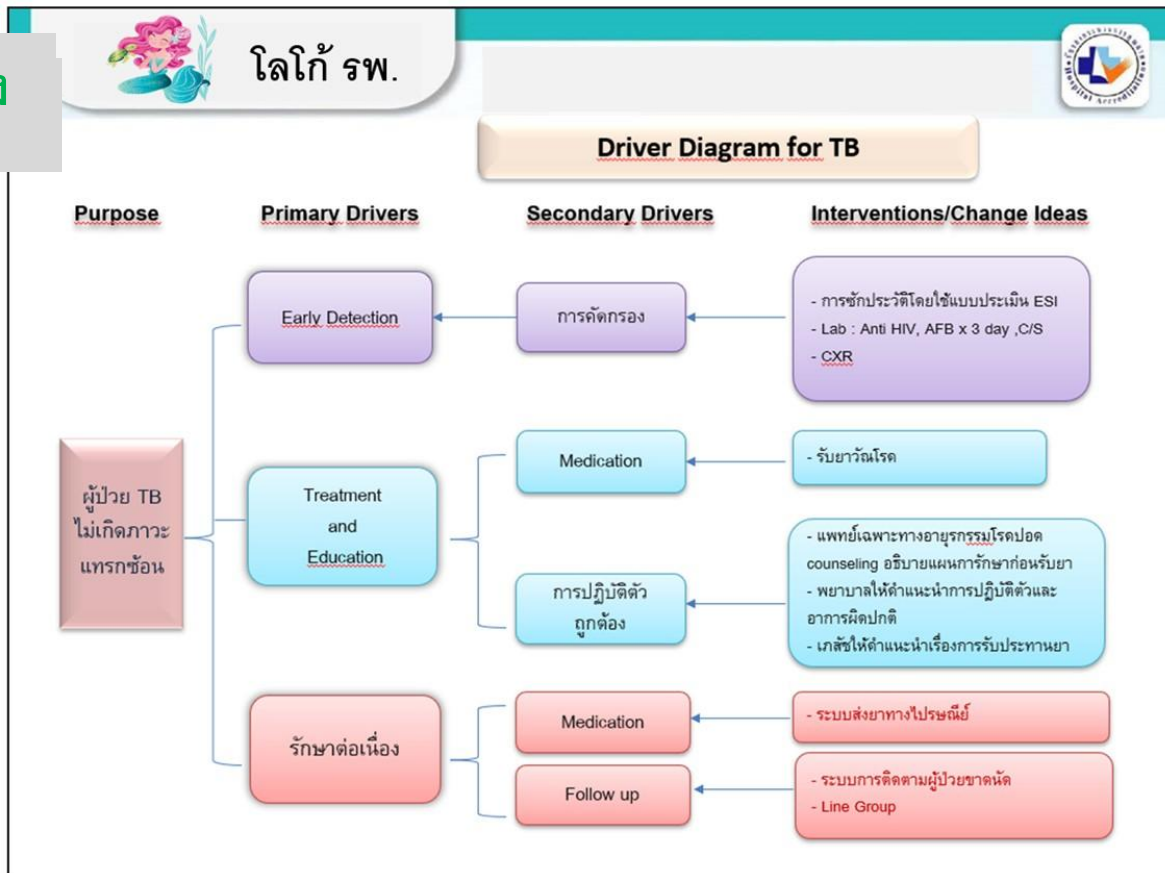 โลโก้ รพ.
Driver Diagram for TB
Purpose
Primary Drivers
Secondary Drivers
Interventions/Change Ideas
Early Detection
การคัดกรอง
- การซักประวัติโดยใช้แบบประเมิน ESI
- Lab : Anti HIV, AFB x 3 day ,C/S
- CXR
ผู้ป่วย TB
ไม่เกิดภาวะ
แทรกซ้อน
Treatment
and
Education
Medication
- รับยาวัณโรค
การปฏิบัติตัว
ถูกต้อง
- แพทย์เฉพาะทางอายุรกรรมโรคปอด
counseling อธิบายแผนการรักษาก่อนรับยา
- พยาบาลให้คำแนะนำการปฏิบัติตัวและ
อาการผิดปกติ
- เภสัชให้คำแนะนำเรื่องการรับประทานยา
รักษาต่อเนื่อง
Medication
- ระบบส่งยาทางไปรษณีย์
Follow up
- ระบบการติดตามผู้ป่วยขาดนัด
- Line Group